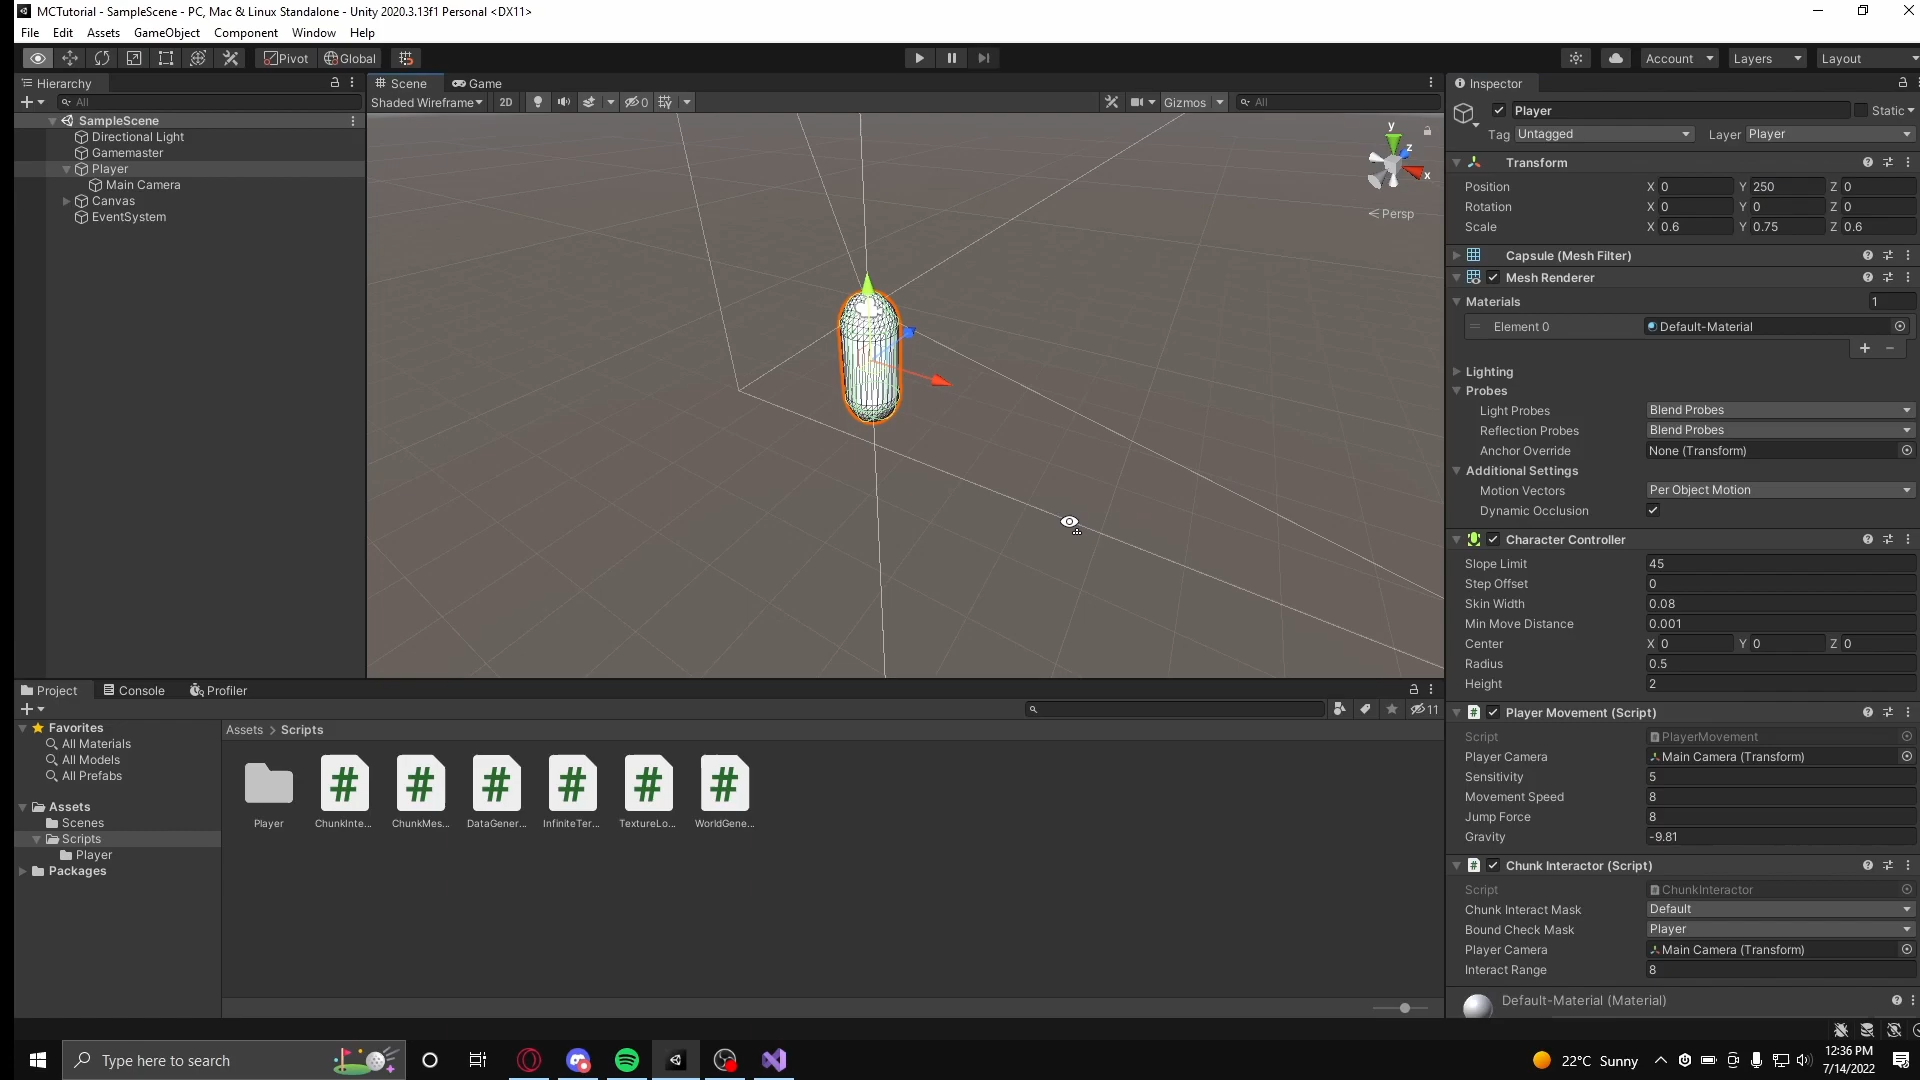 MCTutorial - SampleScene - PC, Mac & Linux Standalone - Unity 2020.3.13f1 Personal <DX11>
File Edit Assets GameObject Component Window Help
Pivot Global Account Layers Layout
Hierarchy
All
SampleScene
Directional Light
Gamemaster
Player
Main Camera
Canvas
EventSystem
Scene Game
Shaded Wireframe 2D 0 Gizmos All
y
z
x
Persp
Inspector
Player Static
Tag Untagged Layer Player
Transform
Position X 0 Y 250 Z 0
Rotation X 0 Y 0 Z 0
Scale X 0.6 Y 0.75 Z 0.6
Capsule (Mesh Filter)
Mesh Renderer
Materials 1
Element 0 Default-Material
Lighting
Probes
Light Probes Blend Probes
Reflection Probes Blend Probes
Anchor Override None (Transform)
Additional Settings
Motion Vectors Per Object Motion
Dynamic Occlusion
Character Controller
Slope Limit 45
Step Offset 0
Skin Width 0.08
Min Move Distance 0.001
Center X 0 Y 0 Z 0
Radius 0.5
Height 2
Player Movement (Script)
Script PlayerMovement
Player Camera Main Camera (Transform)
Sensitivity 5
Movement Speed 8
Jump Force 8
Gravity -9.81
Chunk Interactor (Script)
Script ChunkInteractor
Chunk Interact Mask Default
Bound Check Mask Player
Player Camera Main Camera (Transform)
Interact Range 8
Default-Material (Material)
Project Console Profiler
11
Favorites
All Materials
All Models
All Prefabs
Assets
Scenes
Scripts
Player
Packages
Assets > Scripts
Player ChunkInte... ChunkMes... DataGener... InfiniteTer... TextureLo... WorldGene...
Type here to search
22°C Sunny
12:36 PM
7/14/2022